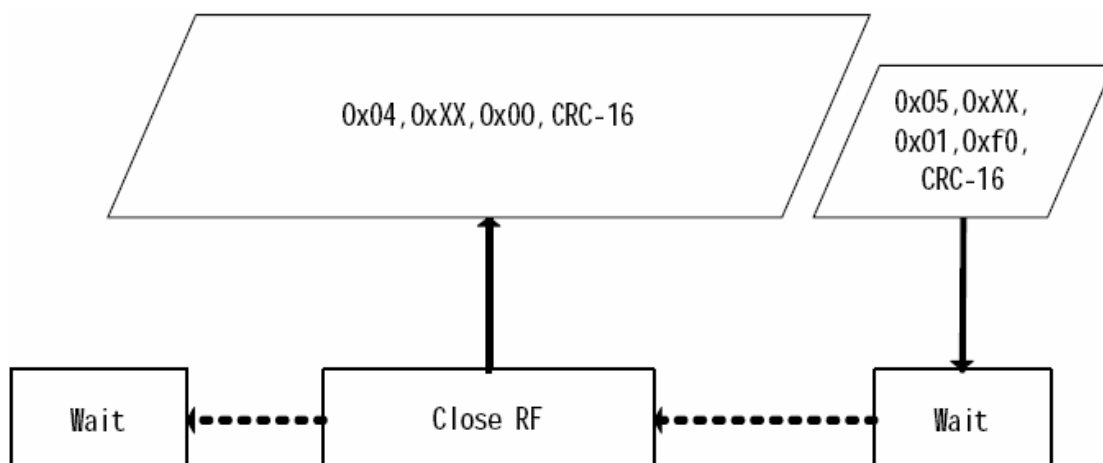 0x04,0xXX,0x00,CRC-16
0x05,0xXX,
0x01,0xf0,
CRC-16
Wait
Close RF
Wait